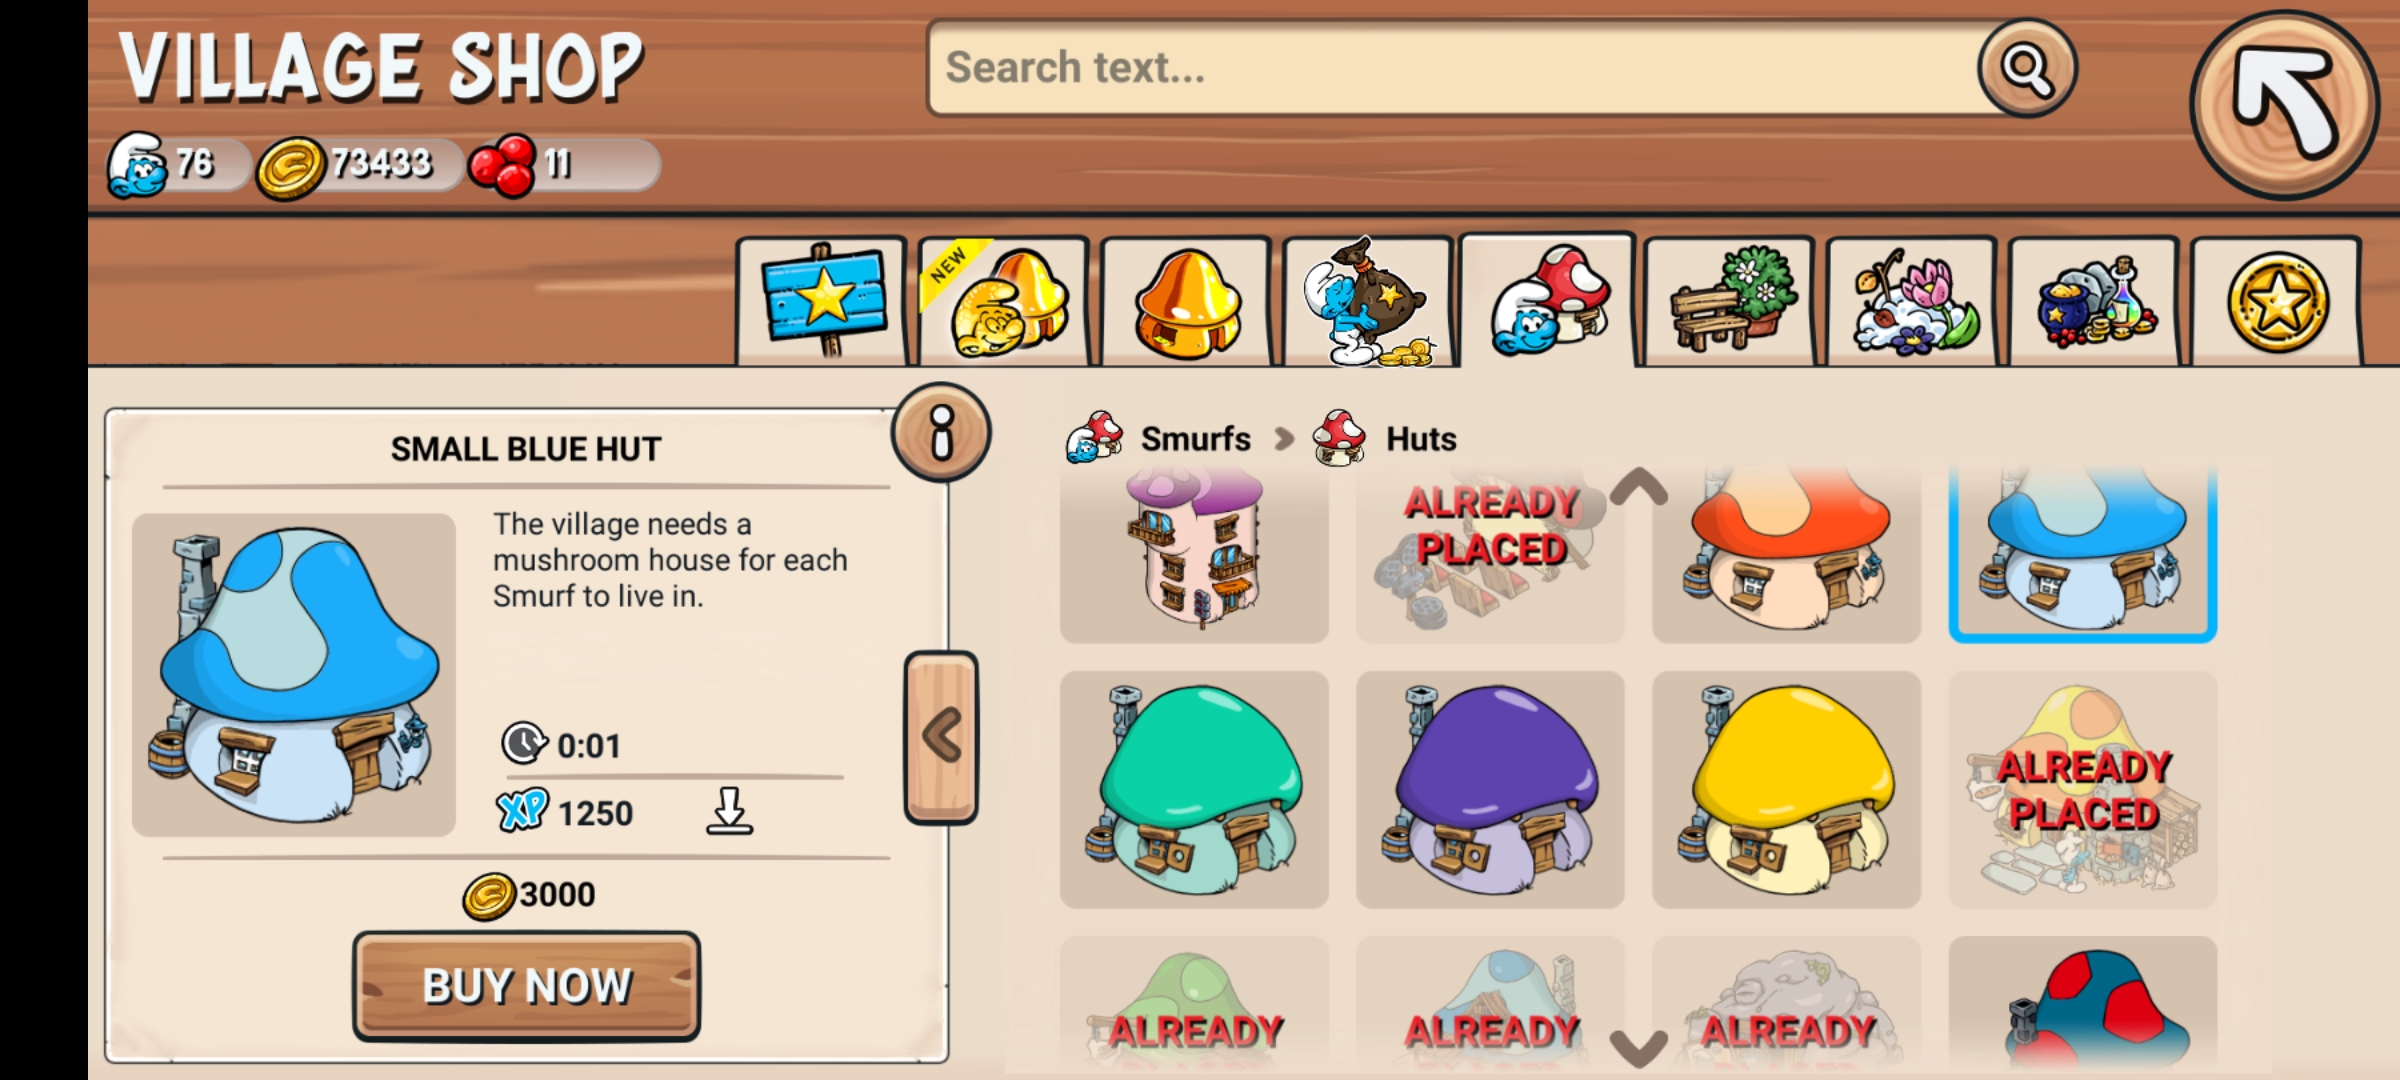 VILLAGE SHOP
Search text...
76
73433
11
NEW
SMALL BLUE HUT
The village needs a
mushroom house for each
Smurf to live in.
0:01
XP 1250
3000
BUY NOW
Smurfs > Huts
ALREADY
PLACED
ALREADY
PLACED
ALREADY
ALREADY
ALREADY